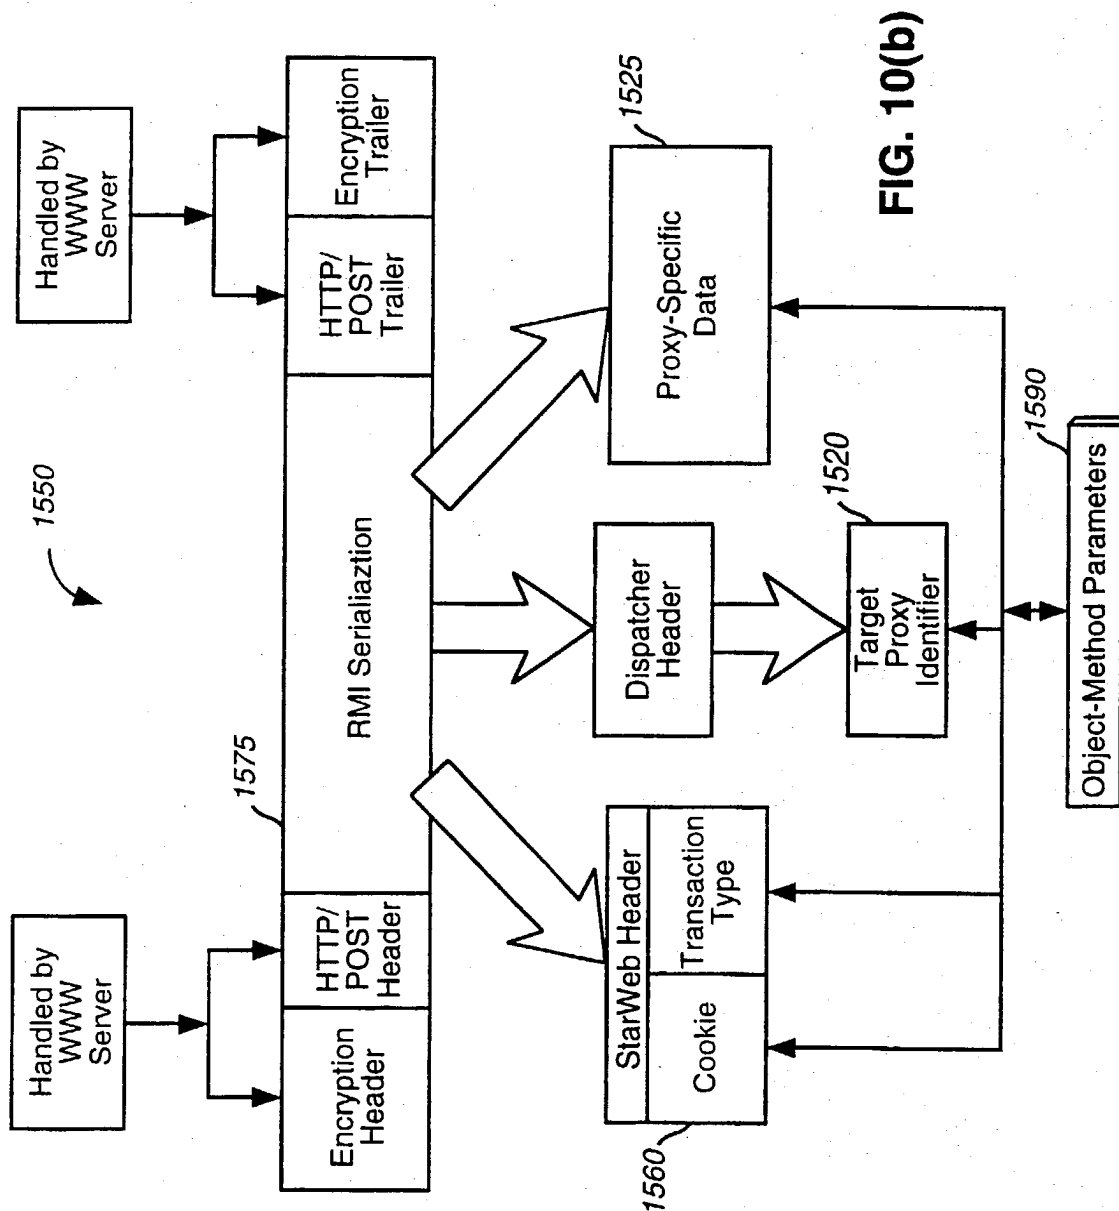 1550
Handled by
WWW
Server
Handled by
WWW
Server
1575
Encryption
Header
HTTP/
POST
Header
RMI Serialiaztion
HTTP/
POST
Trailer
Encryption
Trailer
1560
StarWeb Header
Cookie
Transaction
Type
Dispatcher
Header
1520
Target
Proxy
Identifier
1525
Proxy-Specific
Data
1590
Object-Method Parameters
FIG. 10(b)